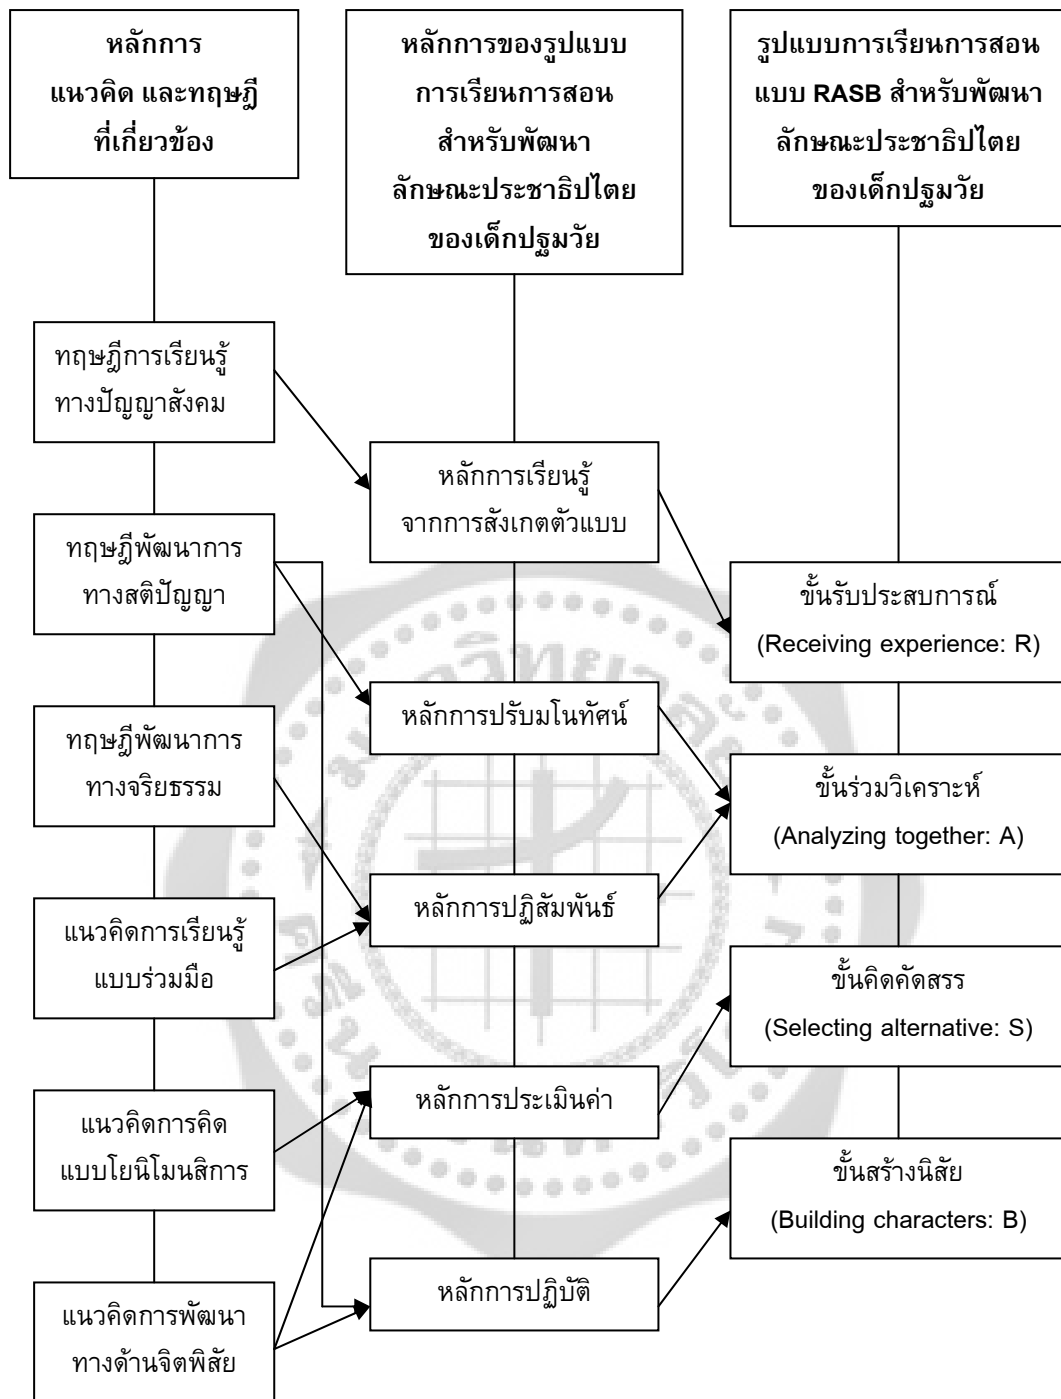 หลักการ
แนวคิด และทฤษฎี
ที่เกี่ยวข้อง
หลักการของรูปแบบ
การเรียนการสอน
สำหรับพัฒนา
ลักษณะประชาธิปไตย
ของเด็กปฐมวัย
รูปแบบการเรียนการสอน
แบบ RASB สำหรับพัฒนา
ลักษณะประชาธิปไตย
ของเด็กปฐมวัย
ทฤษฎีการเรียนรู้
ทางปัญญาสังคม
ทฤษฎีพัฒนาการ
ทางสติปัญญา
ทฤษฎีพัฒนาการ
ทางจริยธรรม
แนวคิดการเรียนรู้
แบบร่วมมือ
แนวคิดการคิด
แบบโยนิโมนสิการ
แนวคิดการพัฒนา
ทางด้านจิตพิสัย
หลักการเรียนรู้
จากการสังเกตตัวแบบ
หลักการปรับมโนทัศน์
หลักการปฏิสัมพันธ์
หลักการประเมินค่า
หลักการปฏิบัติ
ขั้นรับประสบการณ์
(Receiving experience: R)
ขั้นร่วมวิเคราะห์
(Analyzing together: A)
ขั้นคิดคัดสรร
(Selecting alternative: S)
ขั้นสร้างนิสัย
(Building characters: B)